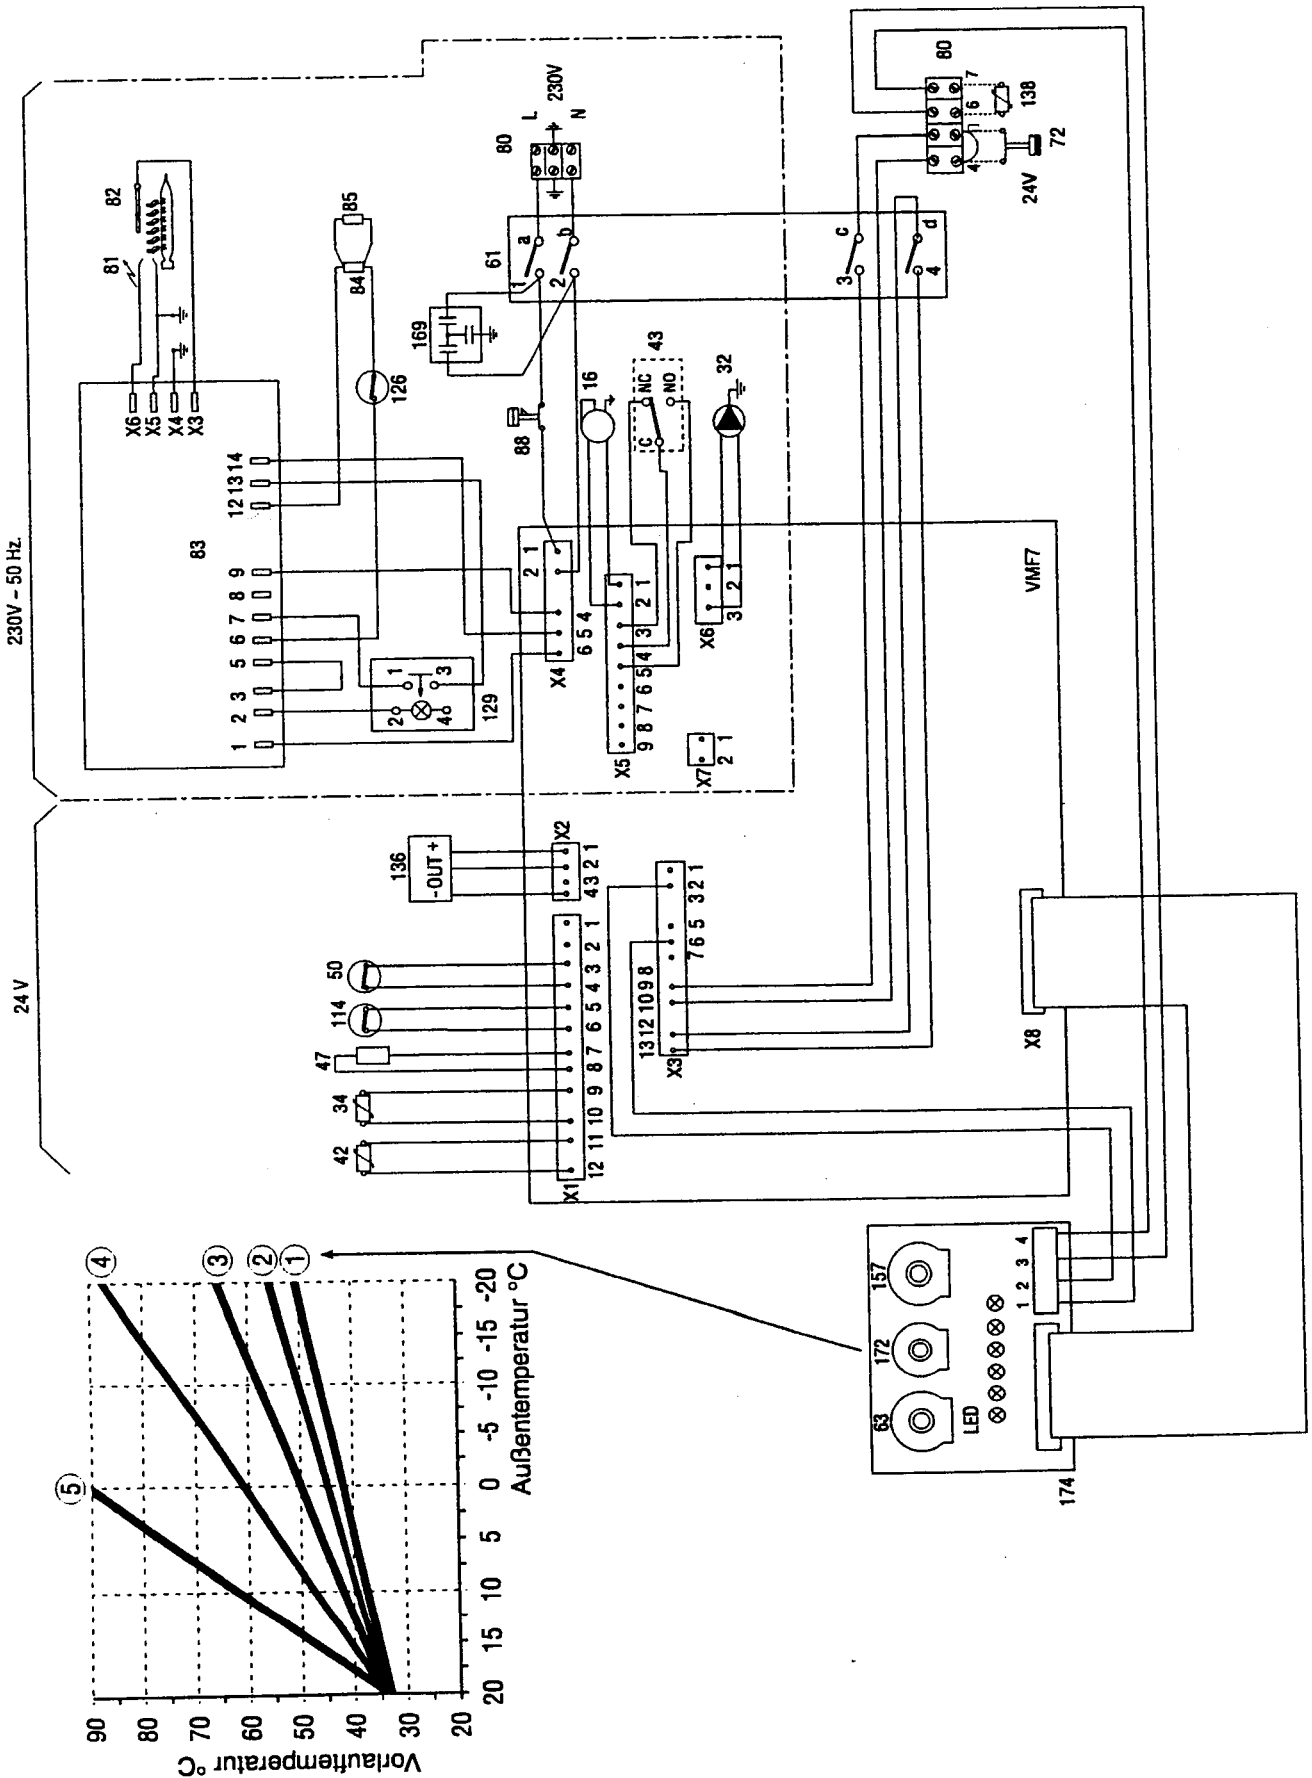 230V – 50 Hz.
24 V
X6
X5
X4
X3
81
82
83
1 2 3 5 6 7 8 9 12 13 14
84
85
126
129
1
2
3
4
169
88
16
43
NC
NO
C
32
61
80
L
N
230V
a
b
c
d
1
2
3
4
80
7
6
5
4
138
72
24V
X4
6 5 4 2 1
X5
9 8 7 6 5 4 3 2 1
X6
3 2 1
X7
2 1
VMF7
136
- OUT +
X2
4 3 2 1
50
114
47
34
42
X1
12 11 10 9 8 7 6 5 4 3 2 1
X3
13 12 10 9 8 7 6 5 3 2 1
X8
63
172
157
LED
1 2 3 4
174
Vorlauftemperatur °C
90
80
70
60
50
40
30
20
20 15 10 5 0 -5 -10 -15 -20
Außentemperatur °C
5
4
3
2
1